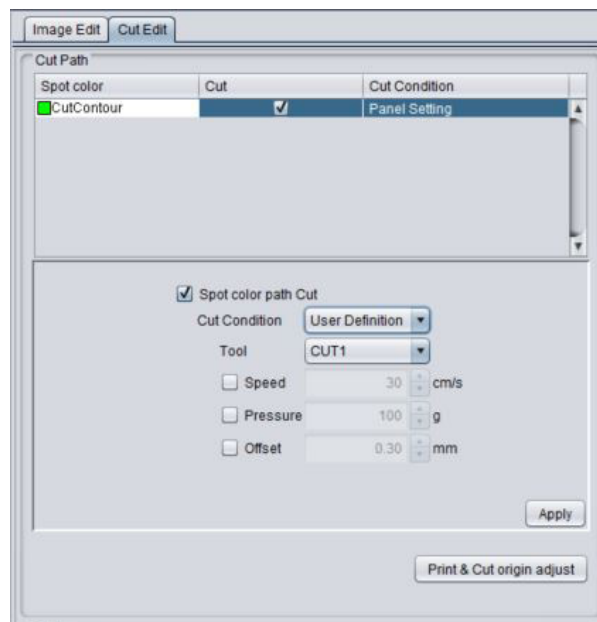 Image Edit Cut Edit
Cut Path
Spot color Cut Cut Condition
CutContour Panel Setting
Spot color path Cut
Cut Condition User Definition
Tool CUT1
Speed 30 cm/s
Pressure 100 g
Offset 0.30 mm
Apply
Print & Cut origin adjust